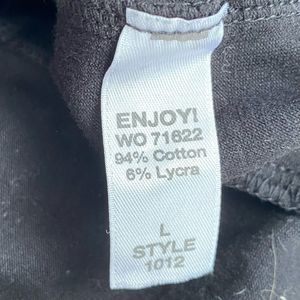 ENJOY!
WO 71622
94% Cotton
6% Lycra
L
STYLE
1012